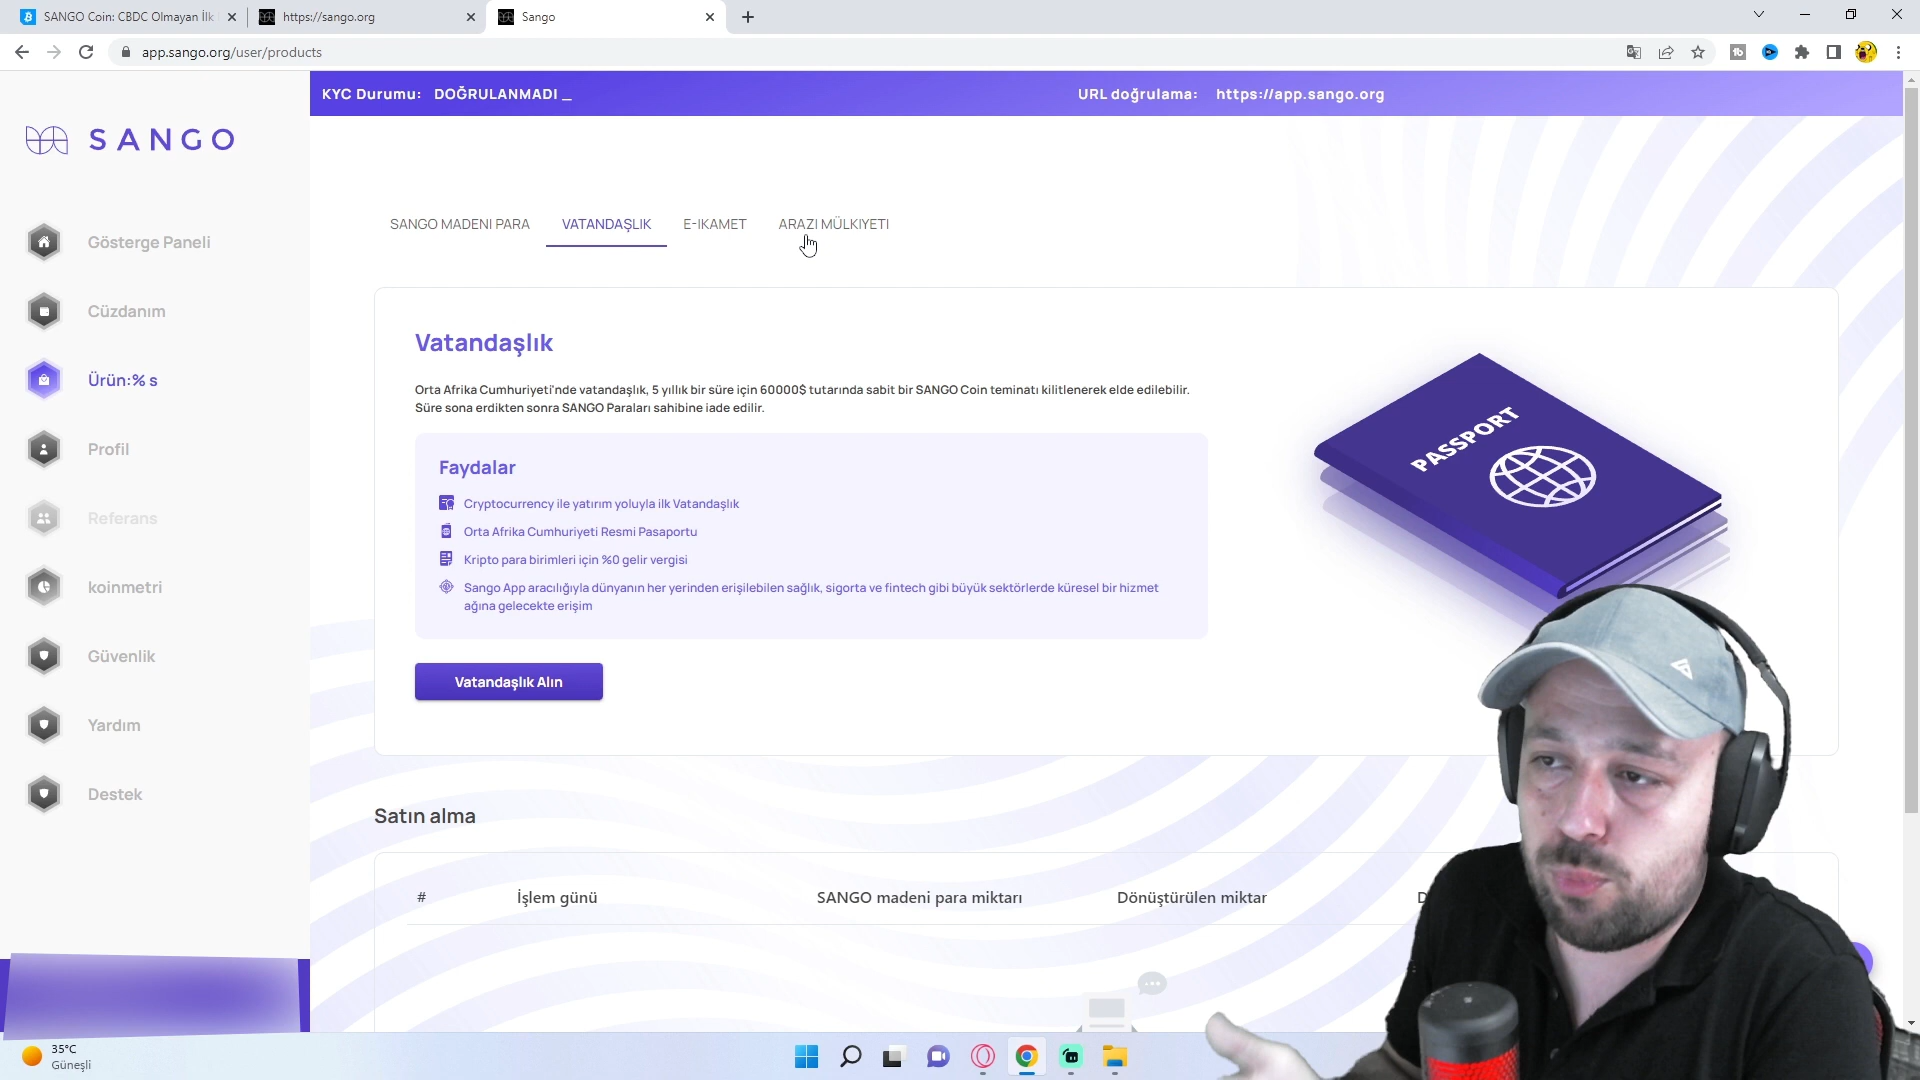 SANGO Coin: CBDC Olmayan İlk
https://sango.org
Sango
app.sango.org/user/products
KYC Durumu: DOĞRULANMADI _
URL doğrulama: https://app.sango.org
SANGO
Gösterge Paneli
Cüzdanım
Ürün:% s
Profil
Referans
koinmetri
Güvenlik
Yardım
Destek
SANGO MADENI PARA
VATANDAŞLIK
E-IKAMET
ARAZI MÜLKIYETI
Vatandaşlık
Orta Afrika Cumhuriyeti'nde vatandaşlık, 5 yıllık bir süre için 60000$ tutarında sabit bir SANGO Coin teminatı kilitlenerek elde edilebilir.
Süre sona erdikten sonra SANGO Paraları sahibine iade edilir.
Faydalar
Cryptocurrency ile yatırım yoluyla ilk Vatandaşlık
Orta Afrika Cumhuriyeti Resmi Pasaportu
Kripto para birimleri için %0 gelir vergisi
Sango App aracılığıyla dünyanın her yerinden erişilebilen sağlık, sigorta ve fintech gibi büyük sektörlerde küresel bir hizmet
ağına gelecekte erişim
Vatandaşlık Alın
PASSPORT
Satın alma
# İşlem günü SANGO madeni para miktarı Dönüştürülen miktar
35°C
Güneşli